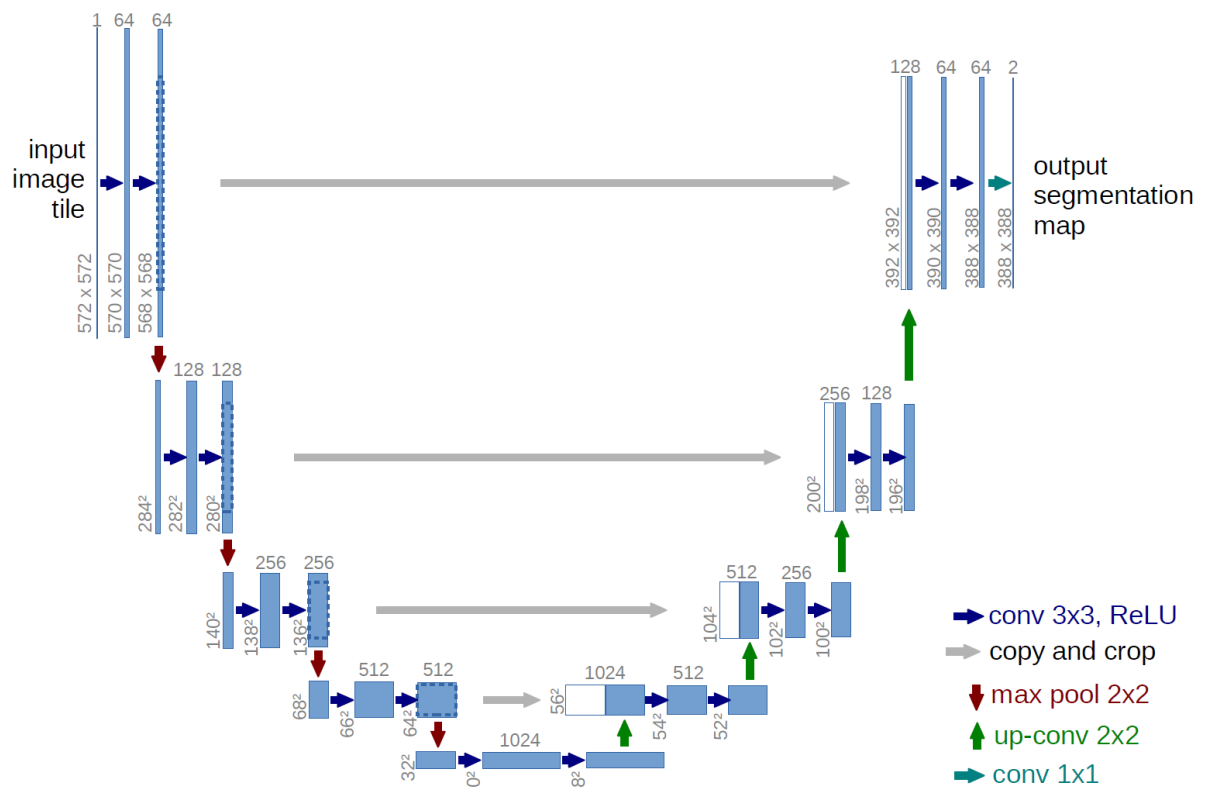 1 64 64
128 64 64 2
input
image
tile
output
segmentation
map
572 x 572
570 x 570
568 x 568
392 x 392
390 x 390
388 x 388
388 x 388
128 128
256 128
284²
282²
280²
200²
198²
196²
256 256
512 256
140²
138²
136²
104²
102²
100²
512 512
1024 512
68²
66²
64²
56²
54²
52²
1024
32²
0²
8²
conv 3x3, ReLU
copy and crop
max pool 2x2
up-conv 2x2
conv 1x1